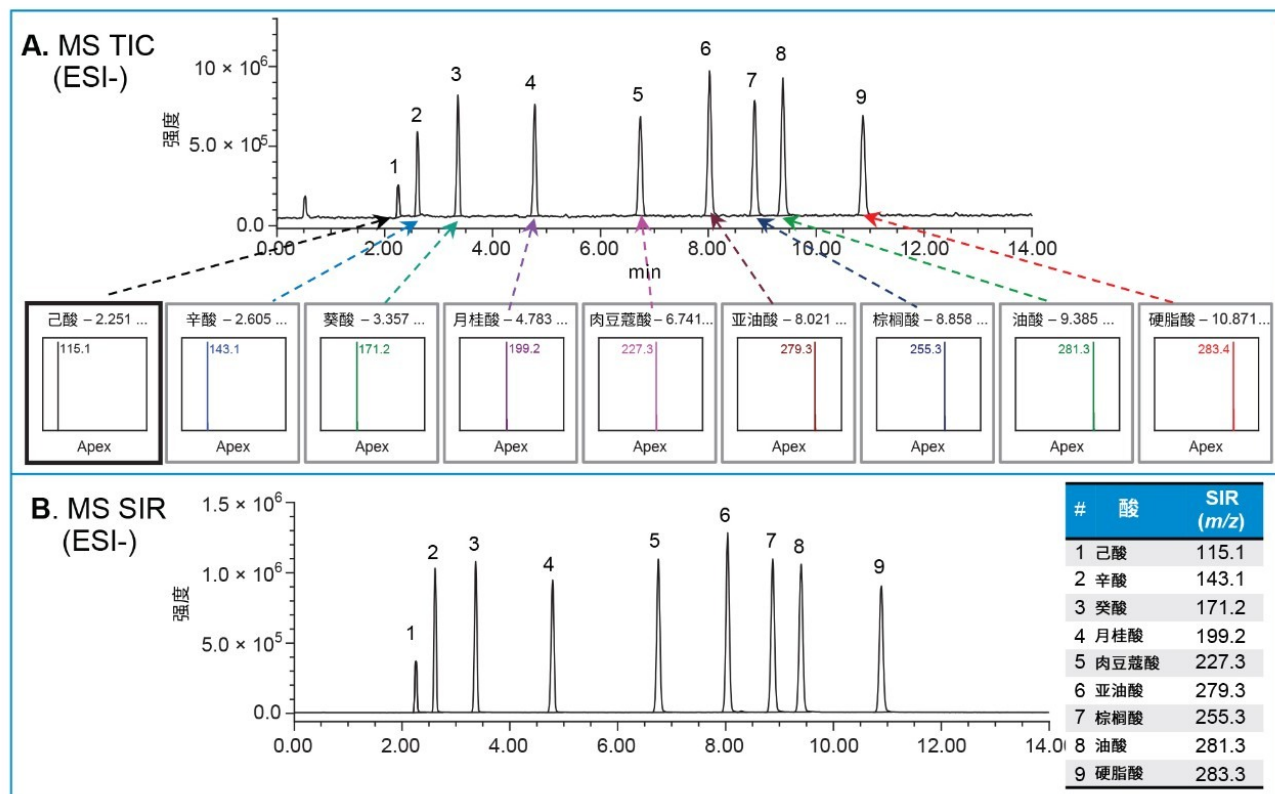 A. MS TIC
(ESI-)
强度
10 × 10⁶
5.0 × 10⁵
0.0
1
2
3
4
5
6
7
8
9
0.00 2.00 4.00 6.00 8.00 10.00 12.00 14.00
min
己酸 – 2.251 ... 辛酸 – 2.605 ... 葵酸 – 3.357 ... 月桂酸 – 4.783 ... 肉豆蔻酸 – 6.741... 亚油酸 – 8.021 ... 棕榈酸 – 8.858 ... 油酸 – 9.385 ... 硬脂酸 – 10.871...
115.1 143.1 171.2 199.2 227.3 279.3 255.3 281.3 283.4
Apex Apex Apex Apex Apex Apex Apex Apex Apex
B. MS SIR
(ESI-)
强度
1.5 × 10⁶
1.0 × 10⁶
5.0 × 10⁵
0.0
1
2
3
4
5
6
7
8
9
0.00 2.00 4.00 6.00 8.00 10.00 12.00 14.0
# 酸 SIR
(m/z)
1 己酸 115.1
2 辛酸 143.1
3 癸酸 171.2
4 月桂酸 199.2
5 肉豆蔻酸 227.3
6 亚油酸 279.3
7 棕榈酸 255.3
8 油酸 281.3
9 硬脂酸 283.3